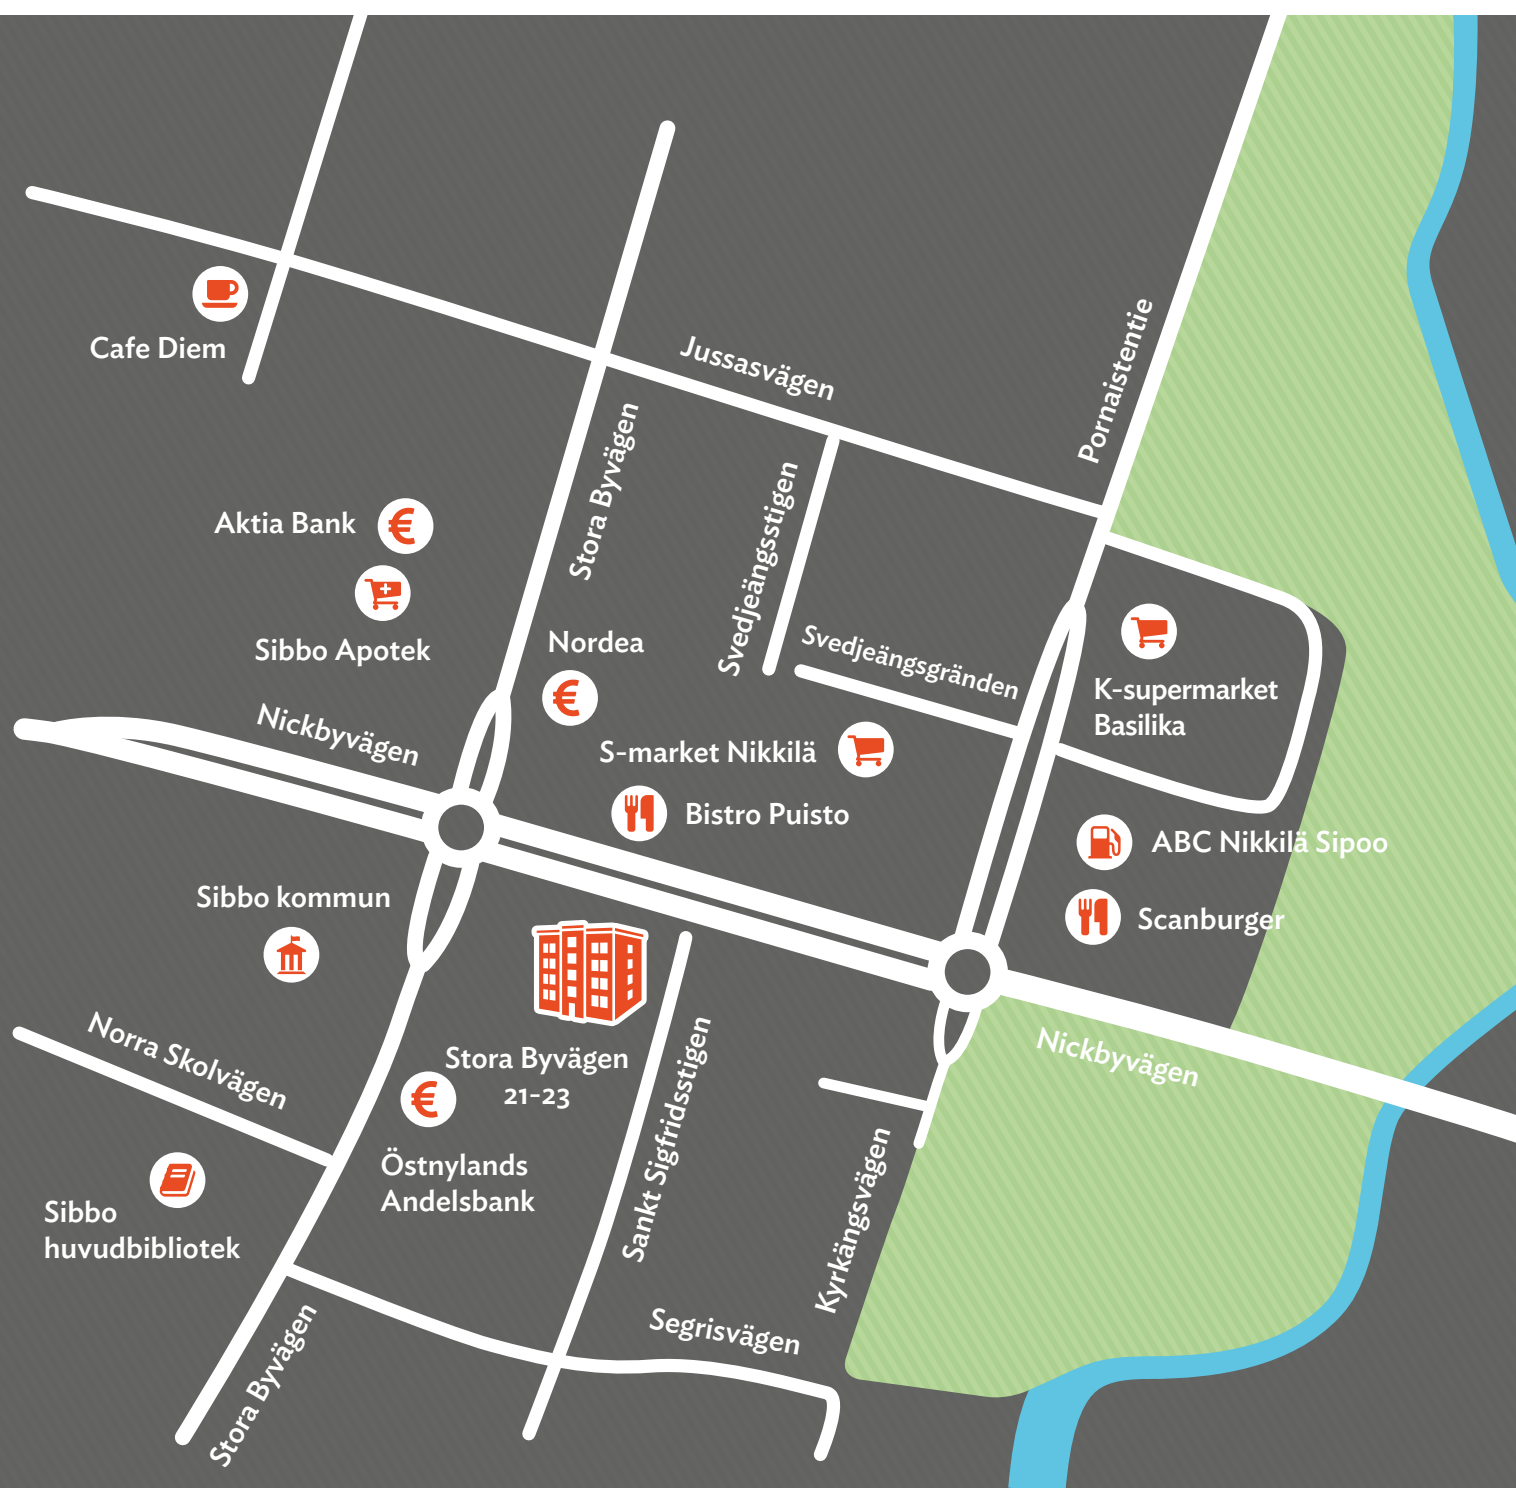 Cafe Diem
Jussasvägen
Pornaistentie
Stora Byvägen
Svedjeängsstigen
Aktia Bank
Sibbo Apotek
Nordea
Svedjeängsgränden
K-supermarket
Basilika
Nickbyvägen
S-market Nikkilä
Bistro Puisto
ABC Nikkilä Sipoo
Sibbo kommun
Scanburger
Norra Skolvägen
Stora Byvägen
21-23
Nickbyvägen
Sankt Sigfridsstigen
Östnylands
Andelsbank
Kyrkängsvägen
Sibbo
huvudbibliotek
Segrisvägen
Stora Byvägen